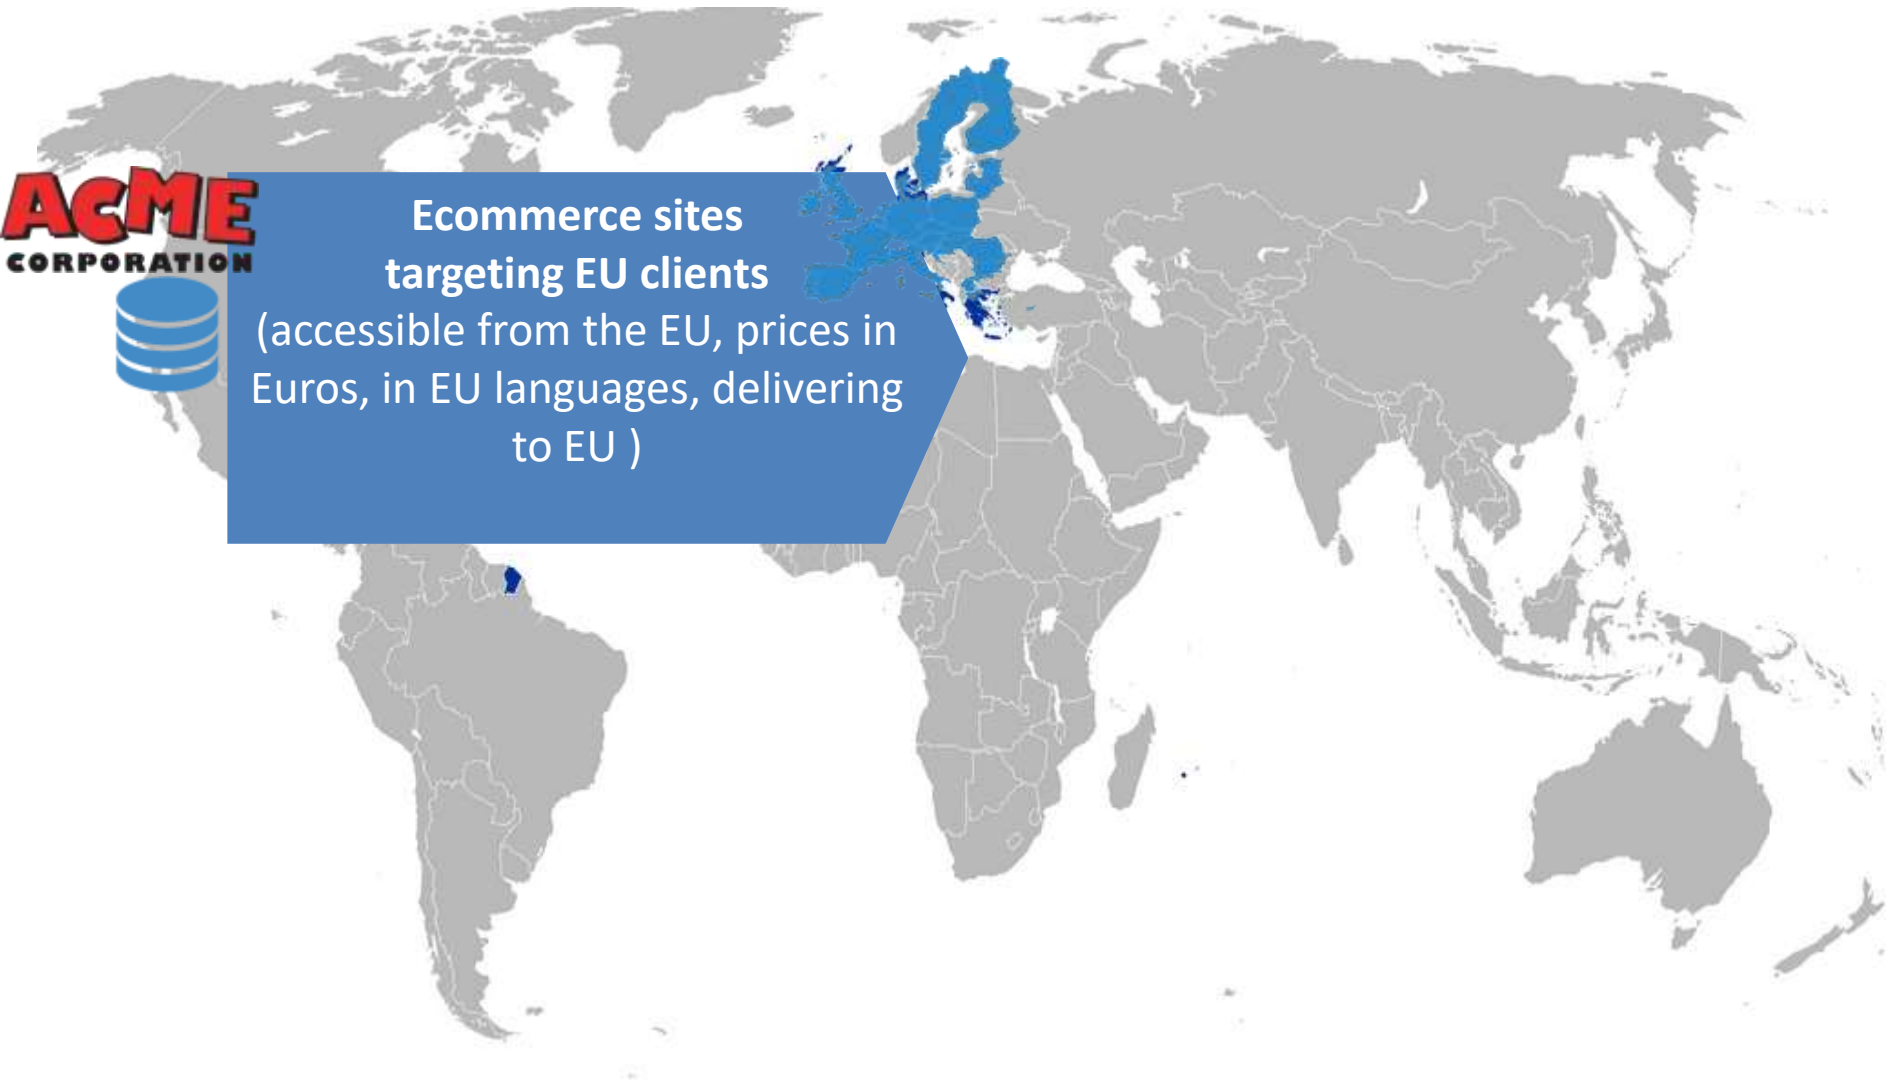 ACME
CORPORATION
Ecommerce sites
targeting EU clients
(accessible from the EU, prices in
Euros, in EU languages, delivering
to EU )